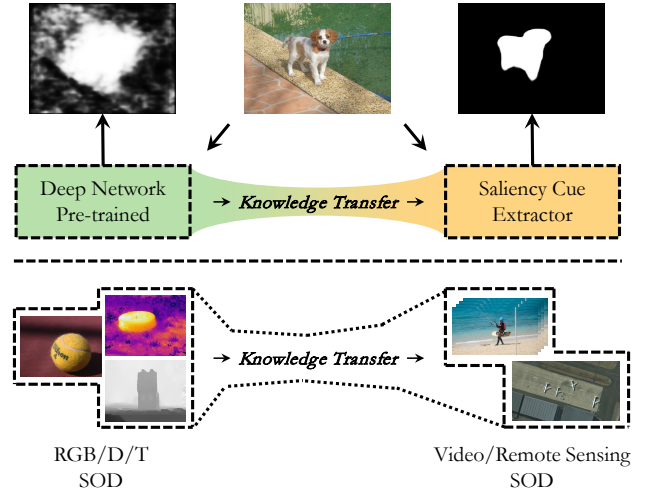 Deep Network
Pre-trained
→ Knowledge Transfer →
Saliency Cue
Extractor
→ Knowledge Transfer →
RGB/D/T
SOD
Video/Remote Sensing
SOD